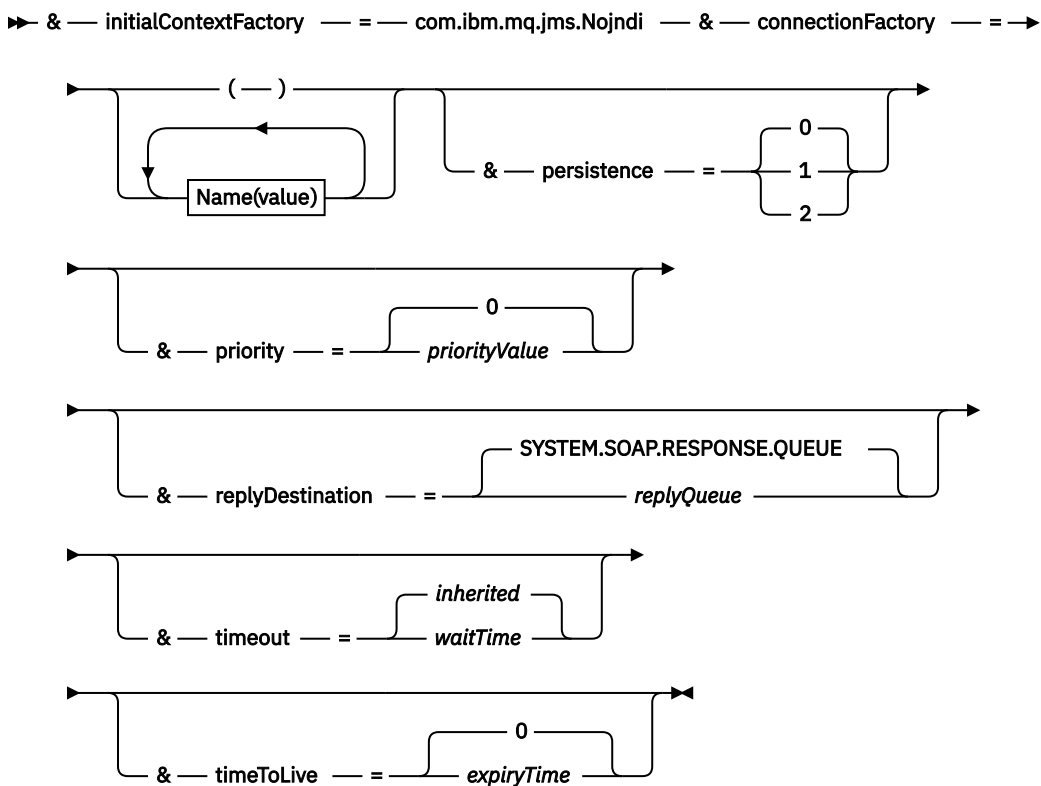 & initialContextFactory = com.ibm.mq.jms.Nojndi & connectionFactory =
( )
Name(value)
0
& persistence = 1
2
0
& priority = priorityValue
SYSTEM.SOAP.RESPONSE.QUEUE
& replyDestination = replyQueue
inherited
& timeout = waitTime
0
& timeToLive = expiryTime